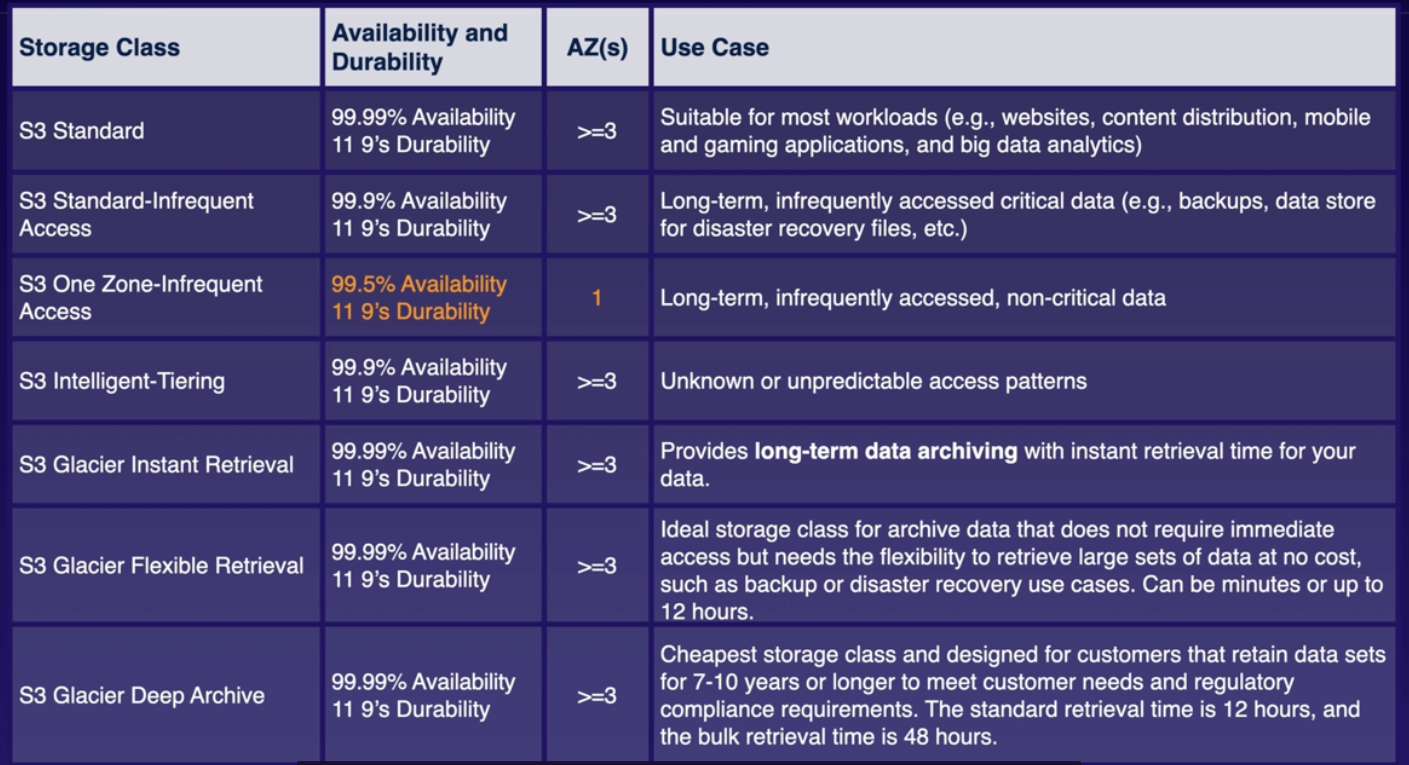 Storage Class
Availability and
Durability
AZ(s)
Use Case
S3 Standard
99.99% Availability
11 9’s Durability
>=3
Suitable for most workloads (e.g., websites, content distribution, mobile
and gaming applications, and big data analytics)
S3 Standard-Infrequent
Access
99.9% Availability
11 9’s Durability
>=3
Long-term, infrequently accessed critical data (e.g., backups, data store
for disaster recovery files, etc.)
S3 One Zone-Infrequent
Access
99.5% Availability
11 9’s Durability
1
Long-term, infrequently accessed, non-critical data
S3 Intelligent-Tiering
99.9% Availability
11 9’s Durability
>=3
Unknown or unpredictable access patterns
S3 Glacier Instant Retrieval
99.99% Availability
11 9’s Durability
>=3
Provides long-term data archiving with instant retrieval time for your
data.
S3 Glacier Flexible Retrieval
99.99% Availability
11 9’s Durability
>=3
Ideal storage class for archive data that does not require immediate
access but needs the flexibility to retrieve large sets of data at no cost,
such as backup or disaster recovery use cases. Can be minutes or up to
12 hours.
S3 Glacier Deep Archive
99.99% Availability
11 9’s Durability
>=3
Cheapest storage class and designed for customers that retain data sets
for 7-10 years or longer to meet customer needs and regulatory
compliance requirements. The standard retrieval time is 12 hours, and
the bulk retrieval time is 48 hours.